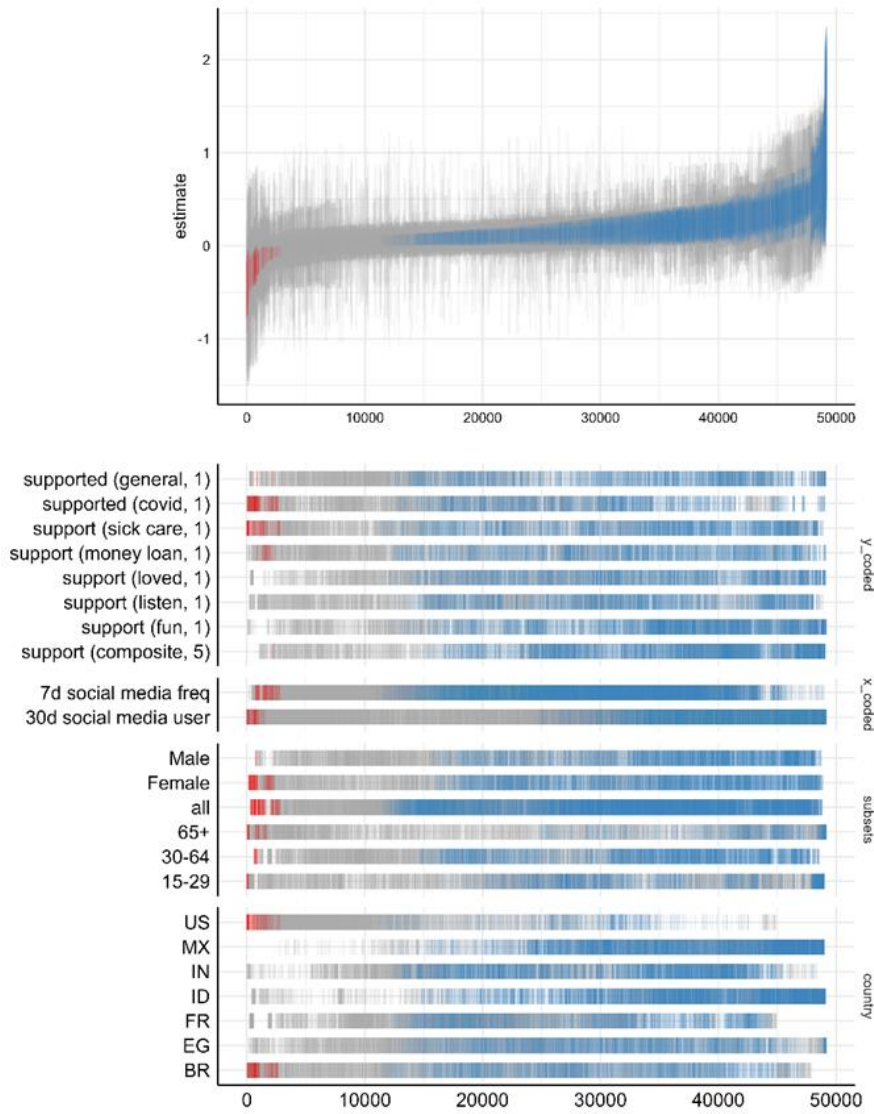 2
1
0
-1
estimate
0 10000 20000 30000 40000 50000
supported (general, 1)
supported (covid, 1)
support (sick care, 1)
support (money loan, 1)
support (loved, 1)
support (listen, 1)
support (fun, 1)
support (composite, 5)
y_coded
7d social media freq
30d social media user
x_coded
Male
Female
all
65+
30-64
15-29
subsets
US
MX
IN
ID
FR
EG
BR
country
0 10000 20000 30000 40000 50000